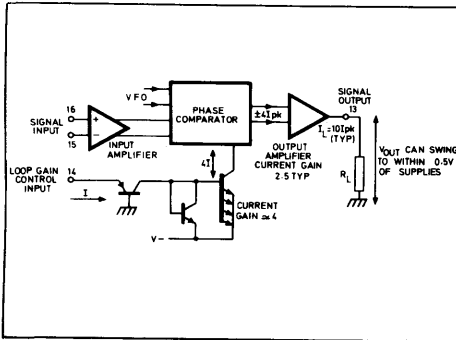 SIGNAL
OUTPUT
16
13
VFO
PHASE
COMPARATOR
±4Ipk
IL=10Ipk
(TYP)
SIGNAL
INPUT
+
−
15
INPUT
AMPLIFIER
OUTPUT
AMPLIFIER
CURRENT GAIN
2·5 TYP
VOUT CAN SWING
TO WITHIN 0.5V
OF SUPPLIES
RL
4I
LOOP GAIN
CONTROL
INPUT
14
I
CURRENT
GAIN ≃ 4
V−